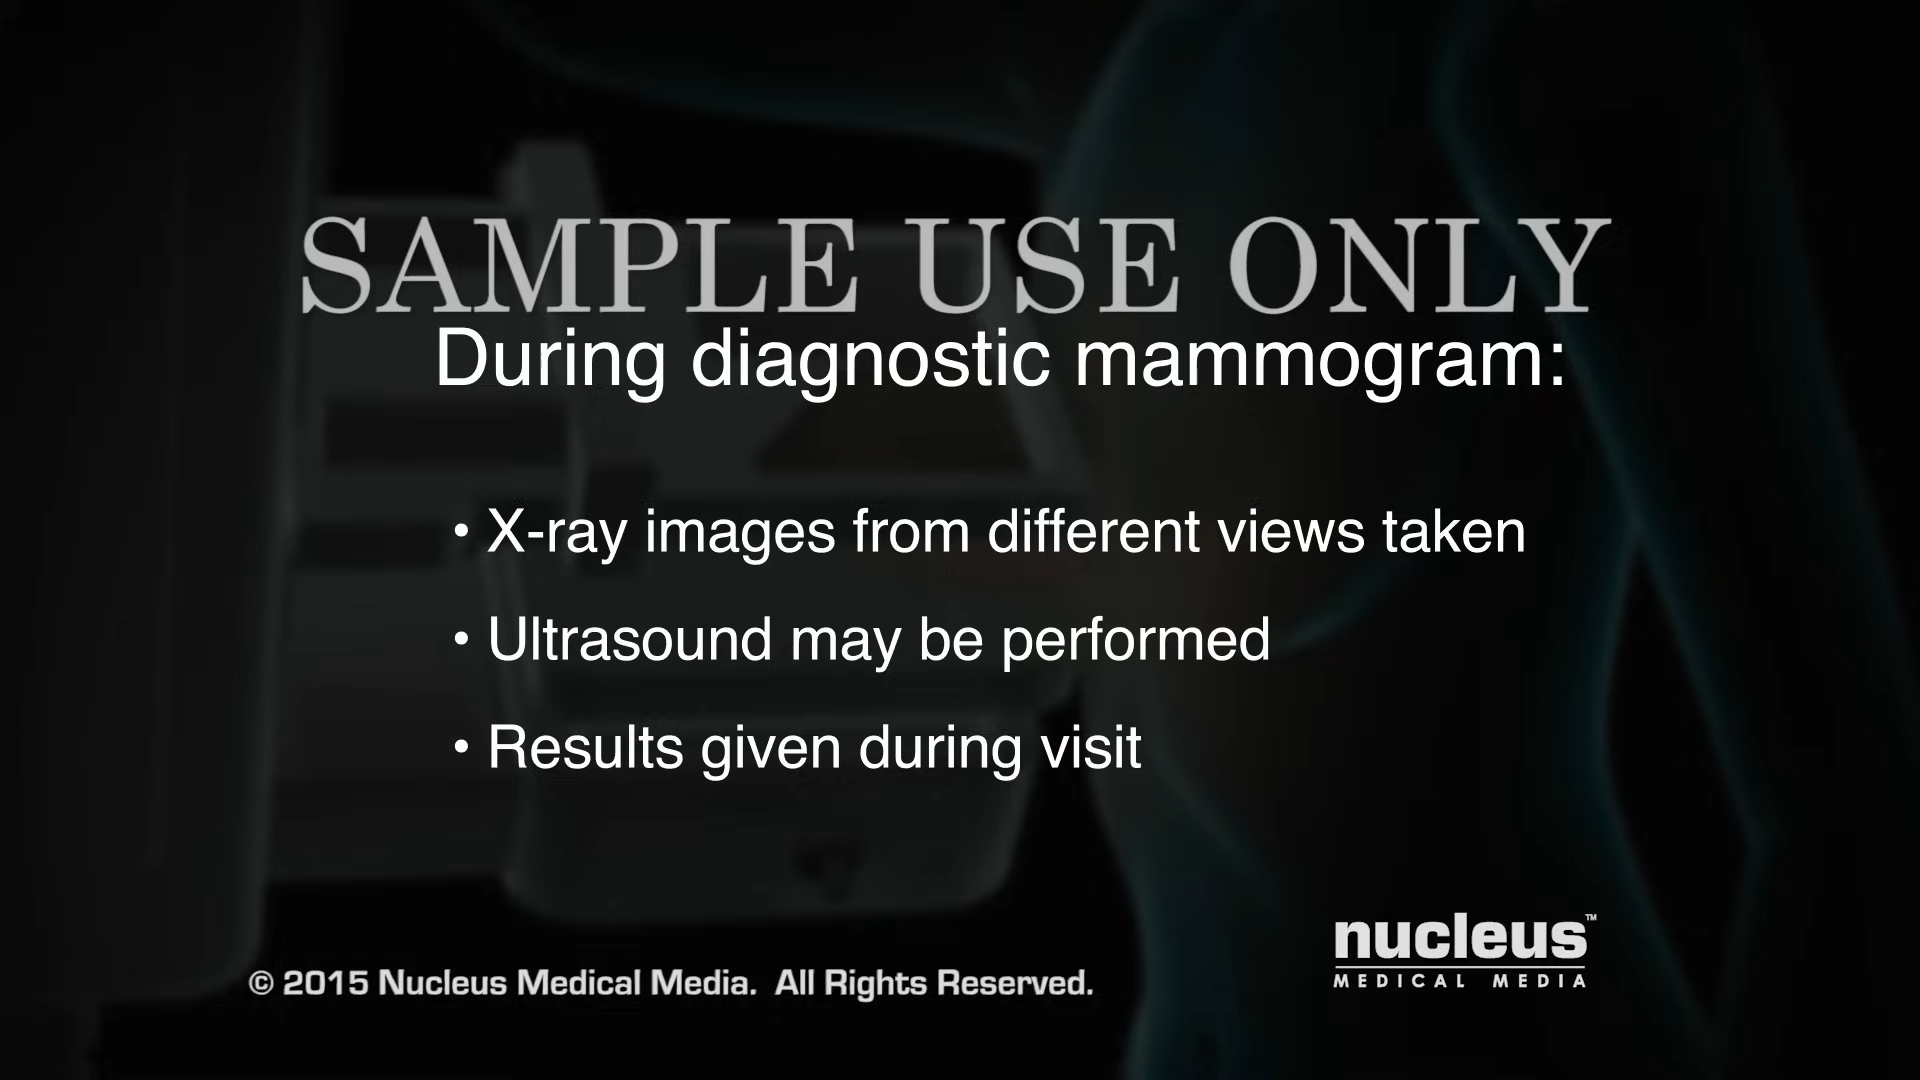 SAMPLE USE ONLY
During diagnostic mammogram:
• X-ray images from different views taken
• Ultrasound may be performed
• Results given during visit
nucleus™
MEDICAL MEDIA
© 2015 Nucleus Medical Media. All Rights Reserved.